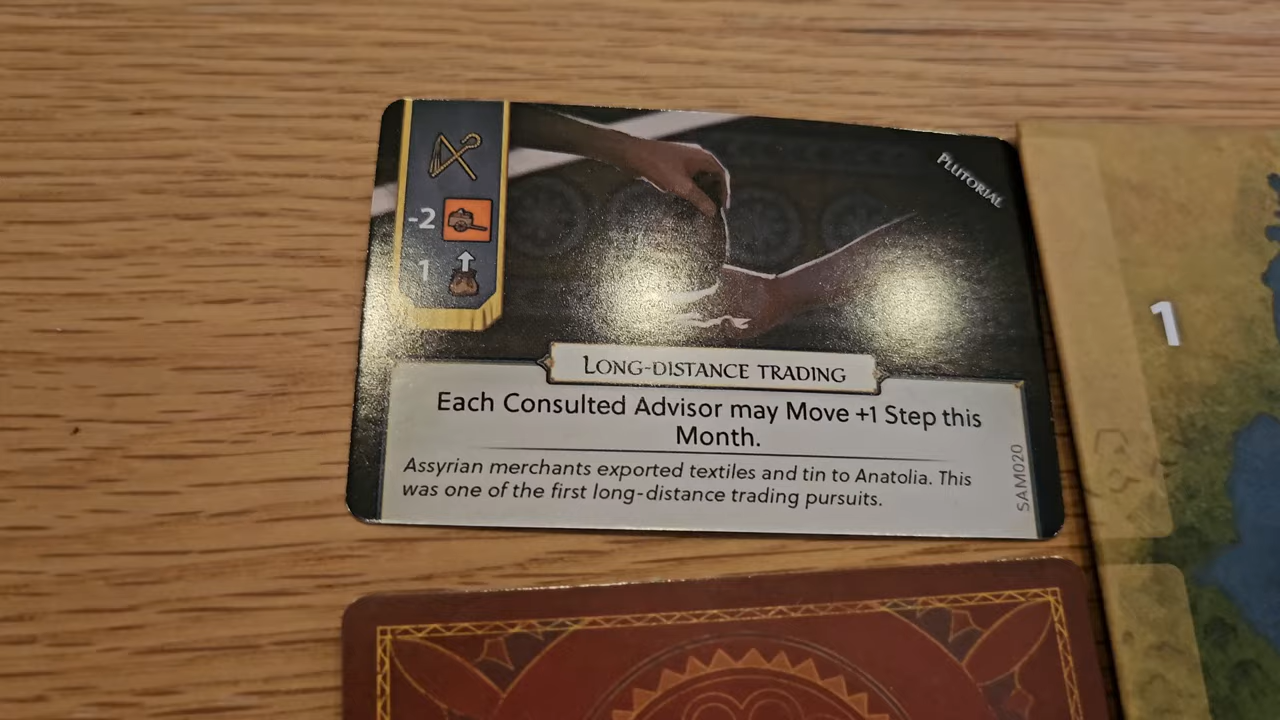 PLUTORIAL
-2
1
LONG-DISTANCE TRADING
Each Consulted Advisor may Move +1 Step this
Month.
Assyrian merchants exported textiles and tin to Anatolia. This
was one of the first long-distance trading pursuits.
SAM020
1